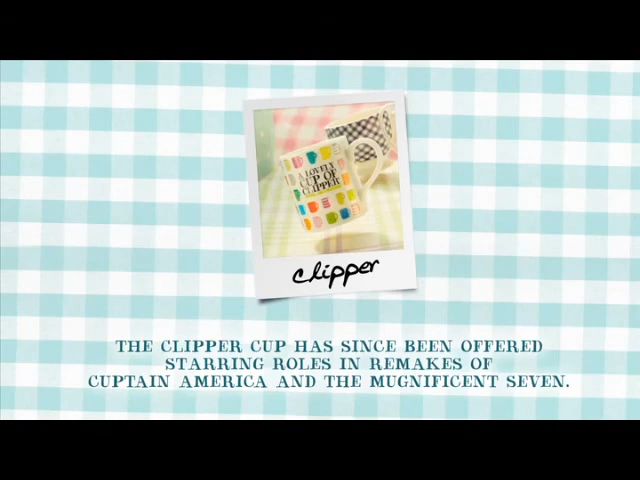 A LOVELY
CUP OF
CLIPPER
clipper
THE CLIPPER CUP HAS SINCE BEEN OFFERED
STARRING ROLES IN REMAKES OF
CUPTAIN AMERICA AND THE MUGNIFICENT SEVEN.